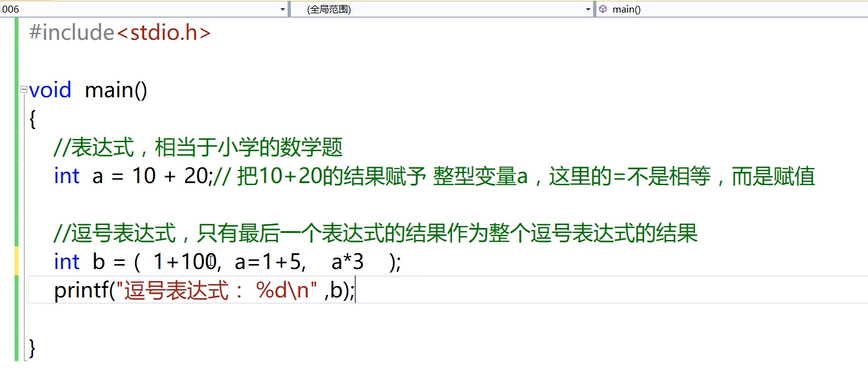 006 (全局范围) main()
#include<stdio.h>
void main()
{
//表达式，相当于小学的数学题
int a = 10 + 20;// 把10+20的结果赋予 整型变量a，这里的=不是相等，而是赋值
//逗号表达式，只有最后一个表达式的结果作为整个逗号表达式的结果
int b = ( 1+100, a=1+5, a*3 );
printf("逗号表达式： %d\n" ,b);
}